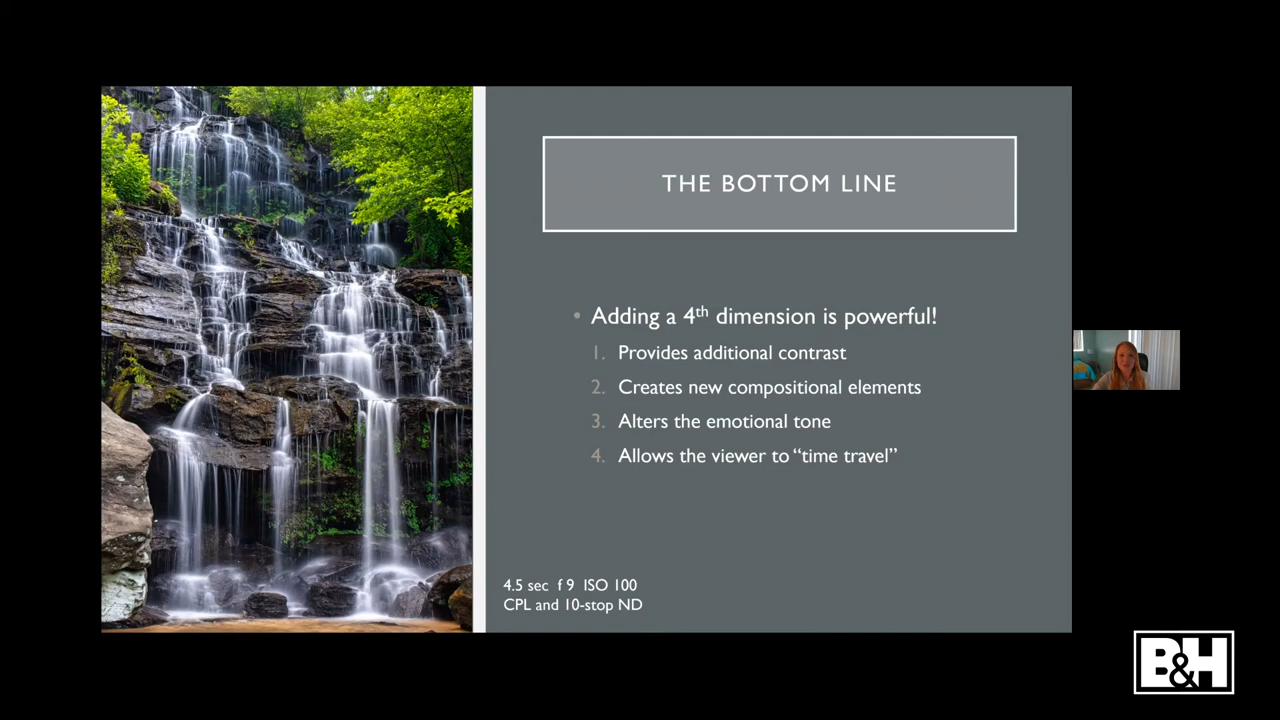 THE BOTTOM LINE
• Adding a 4th dimension is powerful!
1. Provides additional contrast
2. Creates new compositional elements
3. Alters the emotional tone
4. Allows the viewer to “time travel”
4.5 sec f 9 ISO 100
CPL and 10-stop ND
B&H